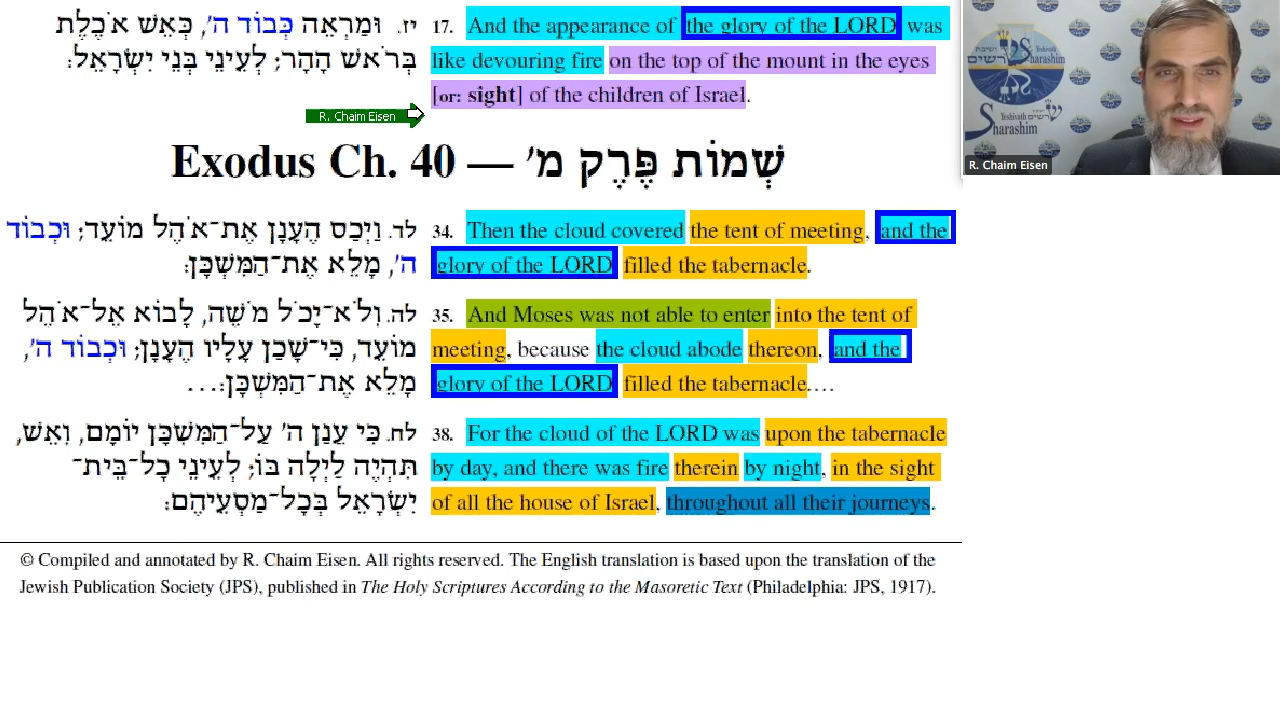 יז. וּמַרְאֵה כְּבוֹד ה', כְּאֵשׁ אֹכֶלֶת
בְּרֹאשׁ הָהָר; לְעֵינֵי בְּנֵי יִשְׂרָאֵל:
17. And the appearance of the glory of the LORD was
like devouring fire on the top of the mount in the eyes
[or: sight] of the children of Israel.
R. Chaim Eisen
Exodus Ch. 40 — שְׁמוֹת פֶּרֶק מ'
לד. וַיְכַס הֶעָנָן אֶת־אֹהֶל מוֹעֵד; וּכְבוֹד
ה', מָלֵא אֶת־הַמִּשְׁכָּן:
34. Then the cloud covered the tent of meeting, and the
glory of the LORD filled the tabernacle.
לה. וְלֹא־יָכֹל מֹשֶׁה, לָבוֹא אֶל־אֹהֶל
מוֹעֵד, כִּי־שָׁכַן עָלָיו הֶעָנָן; וּכְבוֹד ה',
מָלֵא אֶת־הַמִּשְׁכָּן:...
35. And Moses was not able to enter into the tent of
meeting, because the cloud abode thereon, and the
glory of the LORD filled the tabernacle....
לח. כִּי עֲנַן ה' עַל־הַמִּשְׁכָּן יוֹמָם, וְאֵשׁ,
תִּהְיֶה לַיְלָה בּוֹ; לְעֵינֵי כָל־בֵּית־
יִשְׂרָאֵל בְּכָל־מַסְעֵיהֶם:
38. For the cloud of the LORD was upon the tabernacle
by day, and there was fire therein by night, in the sight
of all the house of Israel, throughout all their journeys.
© Compiled and annotated by R. Chaim Eisen. All rights reserved. The English translation is based upon the translation of the
Jewish Publication Society (JPS), published in The Holy Scriptures According to the Masoretic Text (Philadelphia: JPS, 1917).
Yeshivath
Sharashim
Yeshivath
Sharashim
R. Chaim Eisen